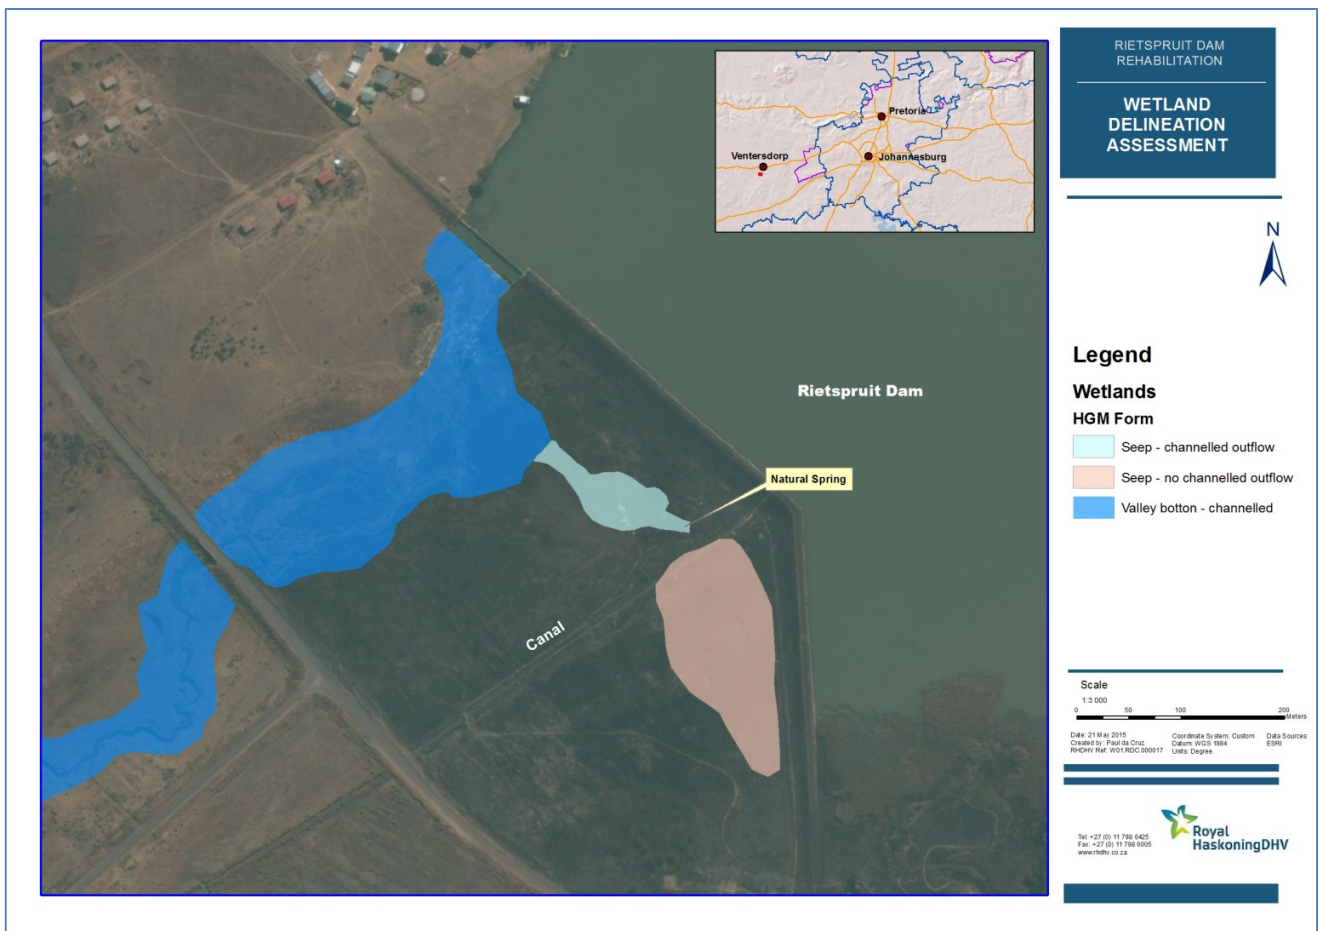 RIETSPRUIT DAM
REHABILITATION
WETLAND
DELINEATION
ASSESSMENT
Pretoria
Ventersdorp
Johannesburg
N
Rietspruit Dam
Natural Spring
Canal
Legend
Wetlands
HGM Form
Seep - channelled outflow
Seep - no channelled outflow
Valley botton - channelled
Scale
1:3 000
0 50 100 200
Meters
Date: 21 May 2015
Created by: Paul da Cruz
RHDHV Ref: W01.RDC.000017
Coordinate System: Custom
Datum: WGS 1984
Units: Degree
Data Sources:
ESRI
Tel: +27 (0) 11 798 6425
Fax: +27 (0) 11 798 6005
www.rhdhv.co.za
Royal
HaskoningDHV